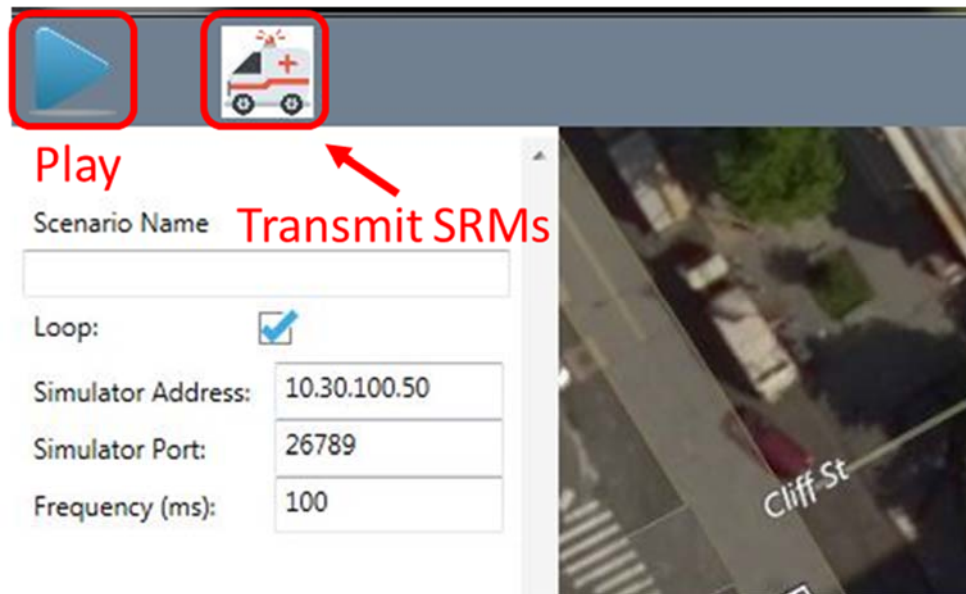 Play
Transmit SRMs
Scenario Name
Loop:
Simulator Address: 10.30.100.50
Simulator Port: 26789
Frequency (ms): 100
Cliff St